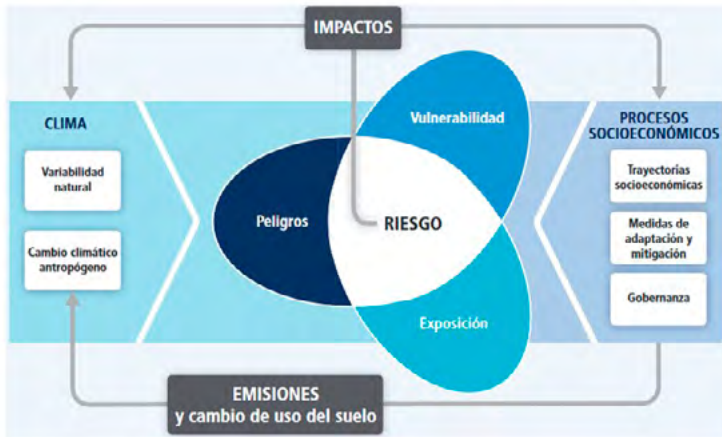 IMPACTOS
CLIMA
Variabilidad
natural
Cambio climático
antropógeno
Peligros
Vulnerabilidad
RIESGO
Exposición
PROCESOS
SOCIOECONÓMICOS
Trayectorias
socioeconómicas
Medidas de
adaptación y
mitigación
Gobernanza
EMISIONES
y cambio de uso del suelo